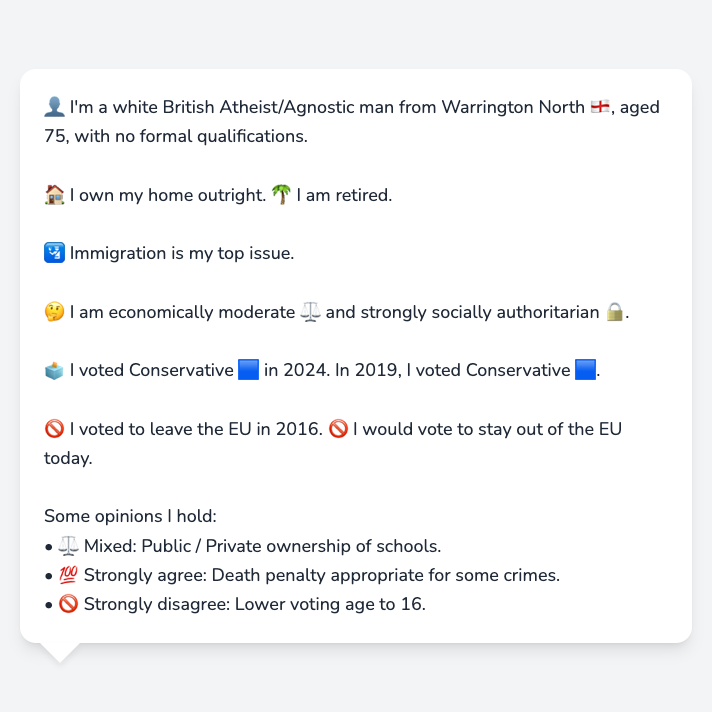 👤 I'm a white British Atheist/Agnostic man from Warrington North 🏴󠁧󠁢󠁥󠁮󠁧󠁿, aged
75, with no formal qualifications.
🏠 I own my home outright. 🌴 I am retired.
🛂 Immigration is my top issue.
🤔 I am economically moderate ⚖️ and strongly socially authoritarian 🔒.
🗳️ I voted Conservative 🟦 in 2024. In 2019, I voted Conservative 🟦.
🚫 I voted to leave the EU in 2016. 🚫 I would vote to stay out of the EU
today.
Some opinions I hold:
• ⚖️ Mixed: Public / Private ownership of schools.
• 💯 Strongly agree: Death penalty appropriate for some crimes.
• 🚫 Strongly disagree: Lower voting age to 16.